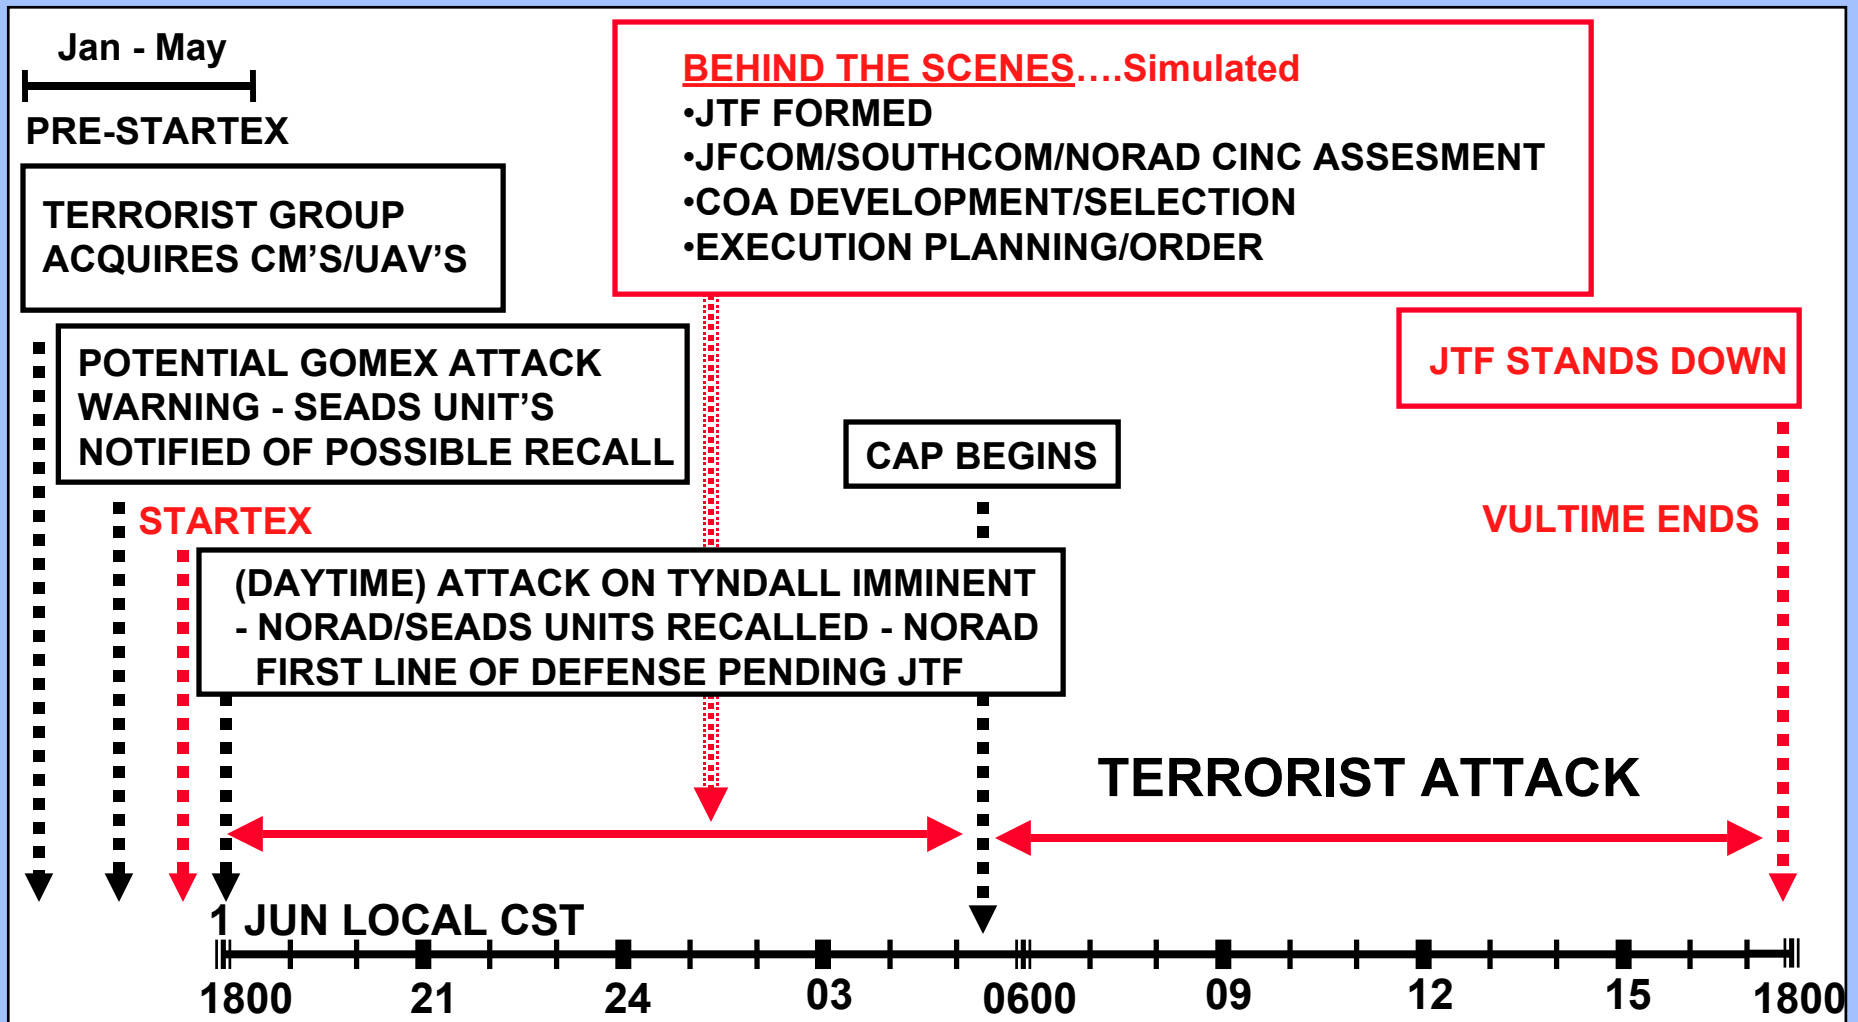 Jan - May
PRE-STARTEX
TERRORIST GROUP
ACQUIRES CM'S/UAV'S
BEHIND THE SCENES....Simulated
•JTF FORMED
•JFCOM/SOUTHCOM/NORAD CINC ASSESMENT
•COA DEVELOPMENT/SELECTION
•EXECUTION PLANNING/ORDER
POTENTIAL GOMEX ATTACK
WARNING - SEADS UNIT'S
NOTIFIED OF POSSIBLE RECALL
JTF STANDS DOWN
CAP BEGINS
STARTEX
VULTIME ENDS
(DAYTIME) ATTACK ON TYNDALL IMMINENT
- NORAD/SEADS UNITS RECALLED - NORAD
FIRST LINE OF DEFENSE PENDING JTF
TERRORIST ATTACK
1 JUN LOCAL CST
1800 21 24 03 0600 09 12 15 1800